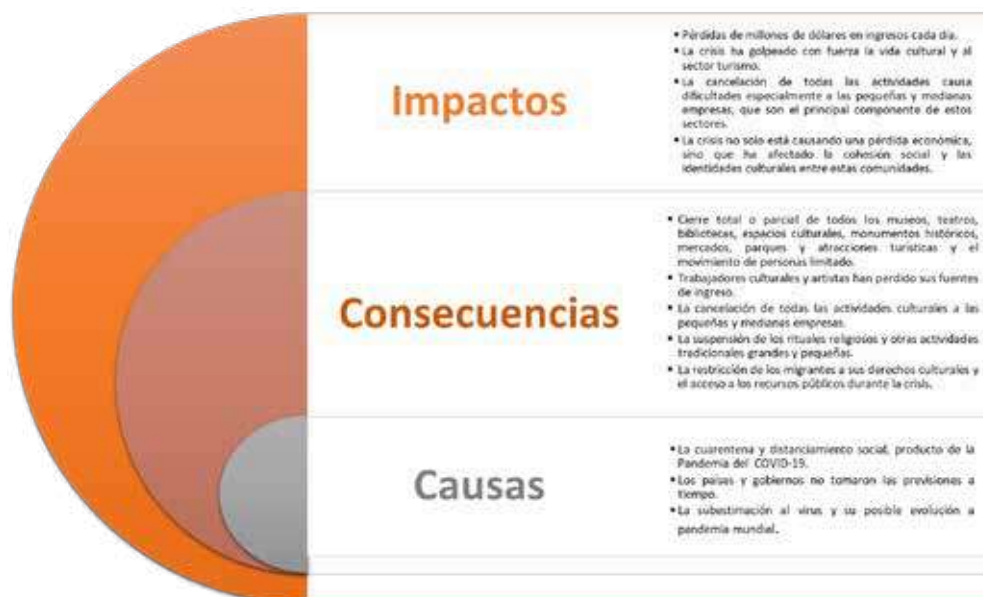 Impactos
▪ Pérdidas de millones de dólares en ingresos cada día.
▪ La crisis ha golpeado con fuerza la vida cultural y al
sector turismo.
▪ La cancelación de todas las actividades causa
dificultades especialmente a las pequeñas y medianas
empresas, que son el principal componente de estos
sectores.
▪ La crisis no solo está causando una pérdida económica,
sino que ha afectado la cohesión social y las
identidades culturales entre estas comunidades.
Consecuencias
▪ Cierre total o parcial de todos los museos, teatros,
bibliotecas, espacios culturales, monumentos históricos,
mercados, parques y atracciones turísticas y el
movimiento de personas limitado.
▪ Trabajadores culturales y artistas han perdido sus fuentes
de ingreso.
▪ La cancelación de todas las actividades culturales a las
pequeñas y medianas empresas.
▪ La suspensión de los rituales religiosos y otras actividades
tradicionales grandes y pequeñas.
▪ La restricción de los migrantes a sus derechos culturales y
el acceso a los recursos públicos durante la crisis.
Causas
▪ La cuarentena y distanciamiento social, producto de la
Pandemia del COVID-19.
▪ Los países y gobiernos no tomaron las previsiones a
tiempo.
▪ La subestimación al virus y su posible evolución a
pandemia mundial.